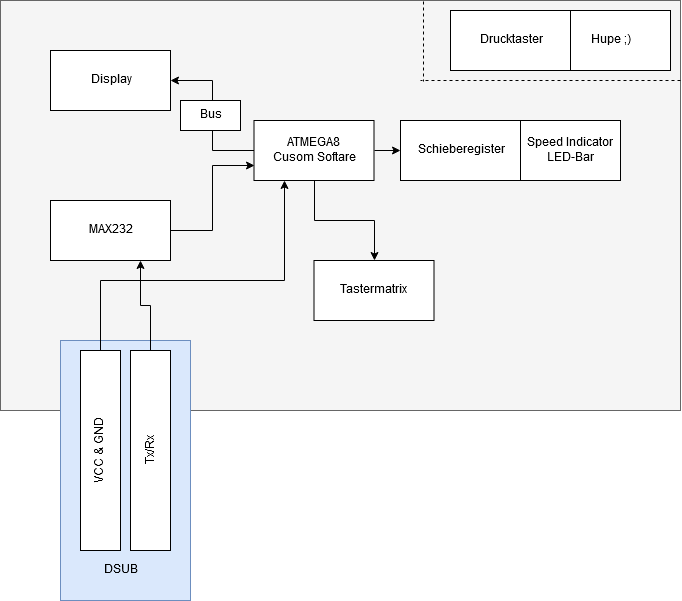 Drucktaster
Hupe ;)
Display
Bus
ATMEGA8
Cusom Softare
Schieberegister
Speed Indicator
LED-Bar
MAX232
Tastermatrix
VCC & GND
Tx/Rx
DSUB